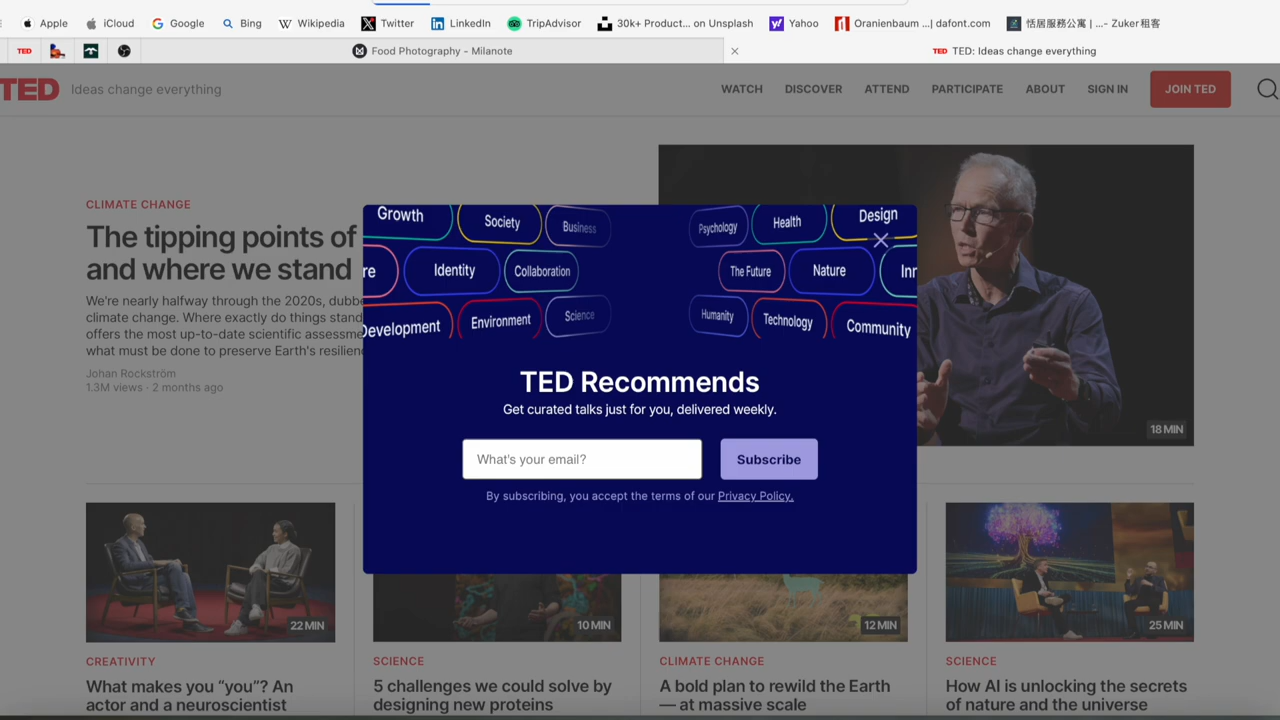 Apple iCloud Google Bing Wikipedia Twitter LinkedIn TripAdvisor 30k+ Product... on Unsplash Yahoo Oranienbaum ...| dafont.com 恬居服務公寓 | ...- Zuker租客
TED Food Photography - Milanote TED TED: Ideas change everything
TED Ideas change everything WATCH DISCOVER ATTEND PARTICIPATE ABOUT SIGN IN JOIN TED
CLIMATE CHANGE
The tipping points of
and where we stand
We're nearly halfway through the 2020s, dubbe
climate change. Where exactly do things stand
offers the most up-to-date scientific assessme
what must be done to preserve Earth's resilien
Johan Rockström
1.3M views · 2 months ago
18 MIN
Growth Society Business Psychology Health Design
re Identity Collaboration The Future Nature Inr
Development Environment Science Humanity Technology Community
TED Recommends
Get curated talks just for you, delivered weekly.
What's your email? Subscribe
By subscribing, you accept the terms of our Privacy Policy.
22 MIN
10 MIN
12 MIN
25 MIN
CREATIVITY
What makes you “you”? An
actor and a neuroscientist
SCIENCE
5 challenges we could solve by
designing new proteins
CLIMATE CHANGE
A bold plan to rewild the Earth
— at massive scale
SCIENCE
How AI is unlocking the secrets
of nature and the universe